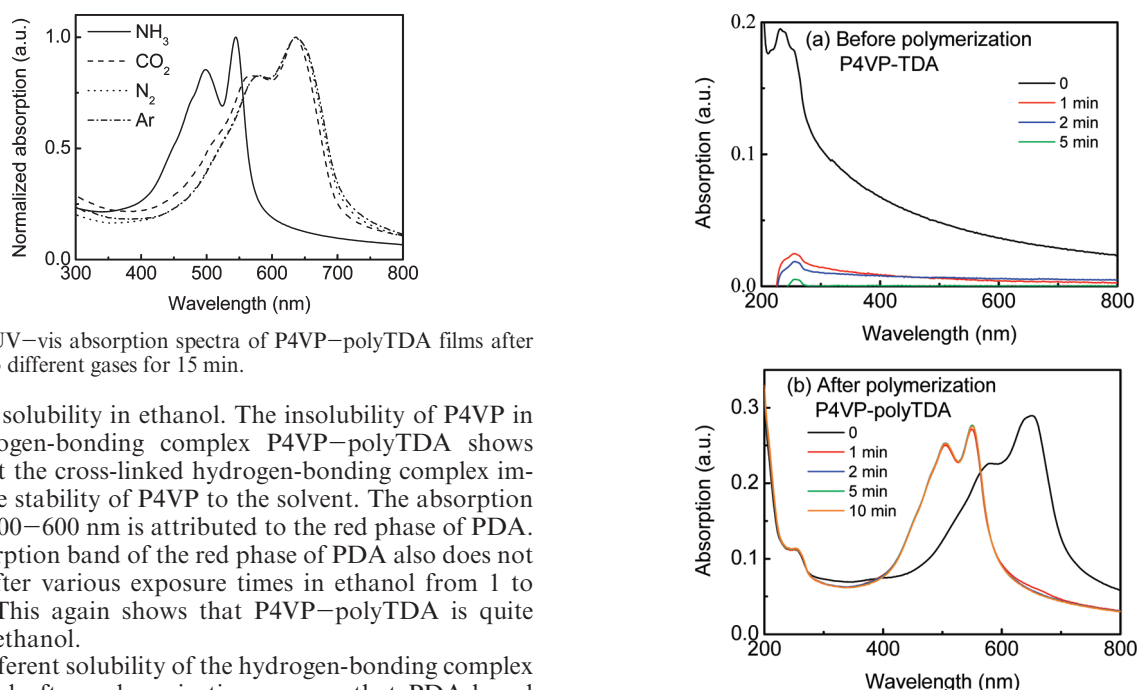 1.0
0.5
0.0
NH3
CO2
N2
Ar
Normalized absorption (a.u.)
300 400 500 600 700 800
Wavelength (nm)
UV−vis absorption spectra of P4VP−polyTDA films after
different gases for 15 min.
solubility in ethanol. The insolubility of P4VP in
ogen-bonding complex P4VP−polyTDA shows
t the cross-linked hydrogen-bonding complex im-
e stability of P4VP to the solvent. The absorption
00−600 nm is attributed to the red phase of PDA.
rption band of the red phase of PDA also does not
fter various exposure times in ethanol from 1 to
This again shows that P4VP−polyTDA is quite
ethanol.
fferent solubility of the hydrogen-bonding complex
0.2
0.1
0.0
(a) Before polymerization
P4VP-TDA
0
1 min
2 min
5 min
Absorption (a.u.)
200 400 600 800
Wavelength (nm)
(b) After polymerization
P4VP-polyTDA
0.3
0.2
0.1
0.0
0
1 min
2 min
5 min
10 min
Absorption (a.u.)
200 400 600 800
Wavelength (nm)